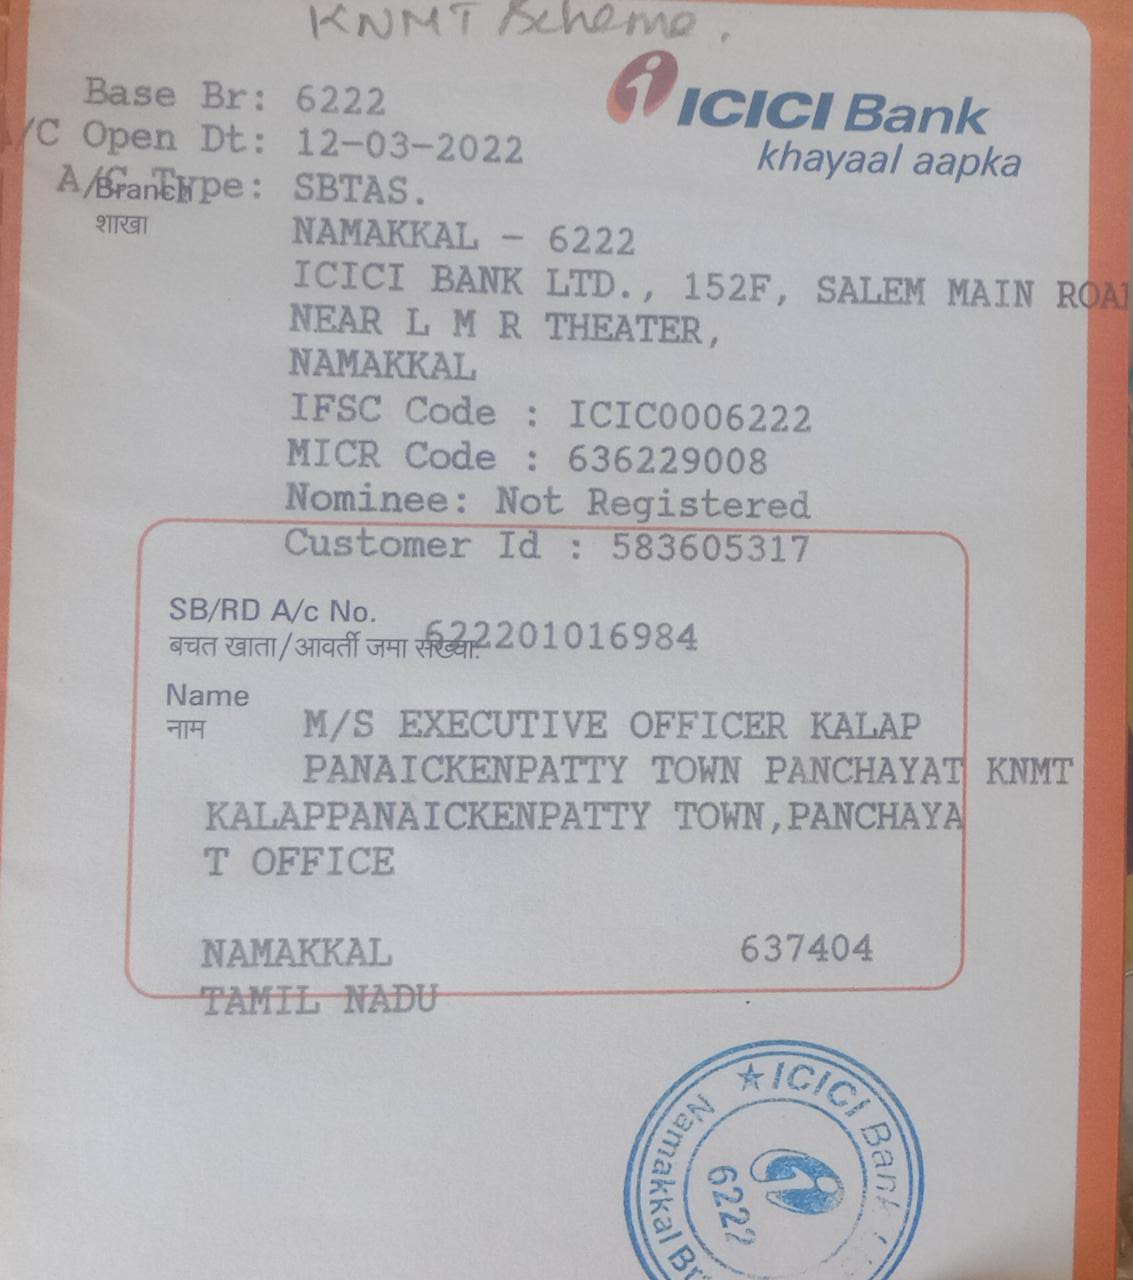 KNMT Scheme.
ICICI Bank
khayaal aapka
Base Br: 6222
A/C Open Dt: 12-03-2022
A/C Type: SBTAS.
Branch
शाखा
NAMAKKAL - 6222
ICICI BANK LTD., 152F, SALEM MAIN ROA
NEAR L M R THEATER,
NAMAKKAL
IFSC Code : ICIC0006222
MICR Code : 636229008
Nominee: Not Registered
Customer Id : 583605317
SB/RD A/c No.
622201016984
बचत खाता/आवर्ती जमा संख्या.
Name
नाम
M/S EXECUTIVE OFFICER KALAP
PANAICKENPATTY TOWN PANCHAYAT KNMT
KALAPPANAICKENPATTY TOWN,PANCHAYA
T OFFICE
NAMAKKAL 637404
TAMIL NADU
★ICICI Bank
Namakkal Br
6222